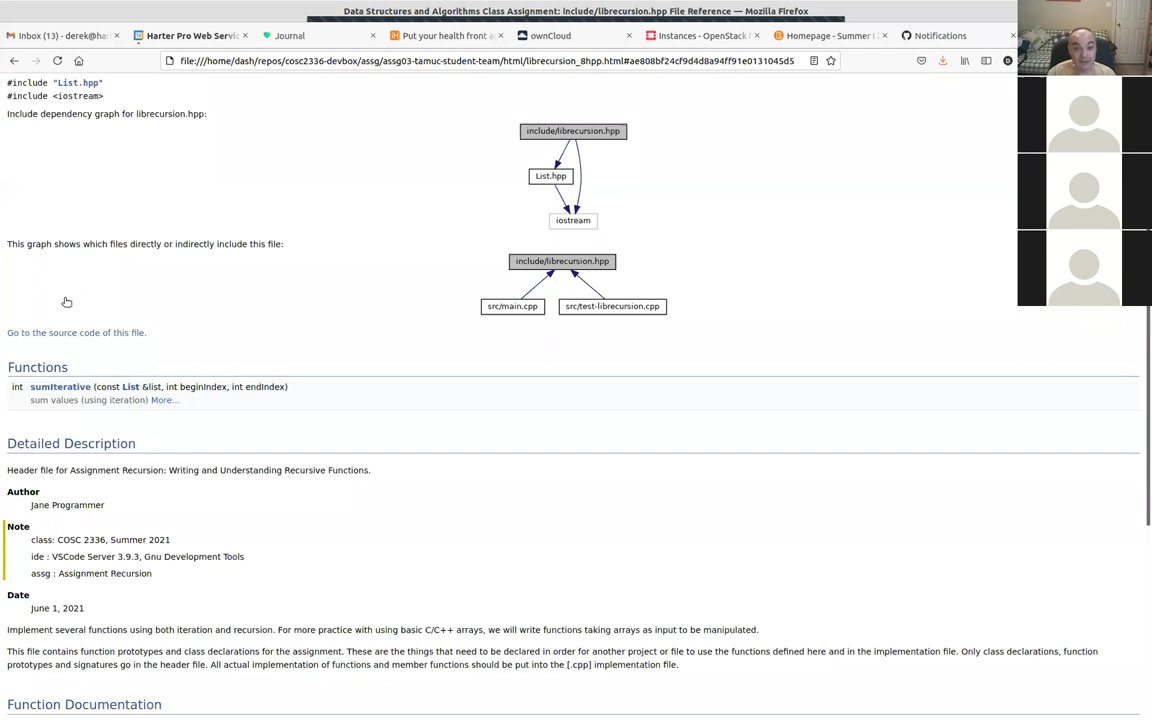 Data Structures and Algorithms Class Assignment: include/librecursion.hpp File Reference — Mozilla Firefox
Inbox (13) - derek@har
Harter Pro Web Servic
Journal
Put your health front a
ownCloud
Instances - OpenStack
Homepage - Summer I
Notifications
file:///home/dash/repos/cosc2336-devbox/assg/assg03-tamuc-student-team/html/librecursion_8hpp.html#ae808bf24cf9d4d8a94ff91e0131045d5
#include "List.hpp"
#include <iostream>
Include dependency graph for librecursion.hpp:
include/librecursion.hpp
List.hpp
iostream
This graph shows which files directly or indirectly include this file:
include/librecursion.hpp
src/main.cpp src/test-librecursion.cpp
Go to the source code of this file.
Functions
int sumIterative (const List &list, int beginIndex, int endIndex)
sum values (using iteration) More...
Detailed Description
Header file for Assignment Recursion: Writing and Understanding Recursive Functions.
Author
Jane Programmer
Note
class: COSC 2336, Summer 2021
ide : VSCode Server 3.9.3, Gnu Development Tools
assg : Assignment Recursion
Date
June 1, 2021
Implement several functions using both iteration and recursion. For more practice with using basic C/C++ arrays, we will write functions taking arrays as input to be manipulated.
This file contains function prototypes and class declarations for the assignment. These are the things that need to be declared in order for another project or file to use the functions defined here and in the implementation file. Only class declarations, function
prototypes and signatures go in the header file. All actual implementation of functions and member functions should be put into the [.cpp] implementation file.
Function Documentation